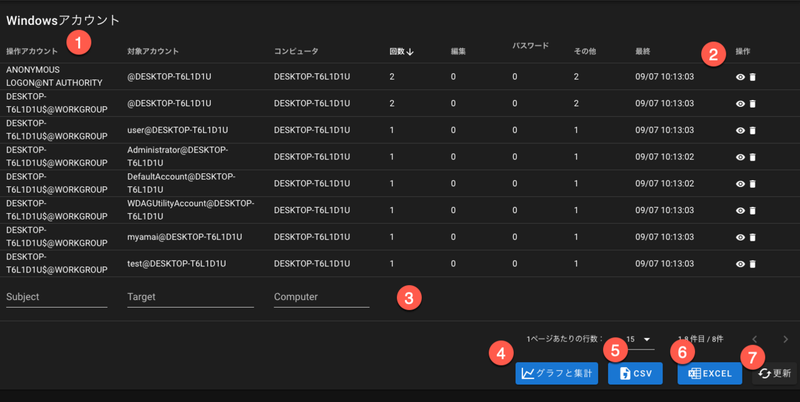 Windowsアカウント
1
操作アカウント 対象アカウント コンピュータ 回数↓ 編集 パスワード その他 最終 2 操作
ANONYMOUS
LOGON@NT AUTHORITY @DESKTOP-T6L1D1U DESKTOP-T6L1D1U 2 0 0 2 09/07 10:13:03
DESKTOP-
T6L1D1U$@WORKGROUP @DESKTOP-T6L1D1U DESKTOP-T6L1D1U 2 0 0 2 09/07 10:13:03
DESKTOP-
T6L1D1U$@WORKGROUP user@DESKTOP-T6L1D1U DESKTOP-T6L1D1U 1 0 0 1 09/07 10:13:03
DESKTOP- Administrator@DESKTOP-
T6L1D1U$@WORKGROUP T6L1D1U DESKTOP-T6L1D1U 1 0 0 1 09/07 10:13:02
DESKTOP- DefaultAccount@DESKTOP-
T6L1D1U$@WORKGROUP T6L1D1U DESKTOP-T6L1D1U 1 0 0 1 09/07 10:13:02
DESKTOP- WDAGUtilityAccount@DESKTOP-
T6L1D1U$@WORKGROUP T6L1D1U DESKTOP-T6L1D1U 1 0 0 1 09/07 10:13:03
DESKTOP-
T6L1D1U$@WORKGROUP myamai@DESKTOP-T6L1D1U DESKTOP-T6L1D1U 1 0 0 1 09/07 10:13:03
DESKTOP-
T6L1D1U$@WORKGROUP test@DESKTOP-T6L1D1U DESKTOP-T6L1D1U 1 0 0 1 09/07 10:13:03
Subject Target Computer 3
1ページあたりの行数： 15 1-8 件目 / 8件
4 5 6 7
グラフと集計 CSV EXCEL 更新